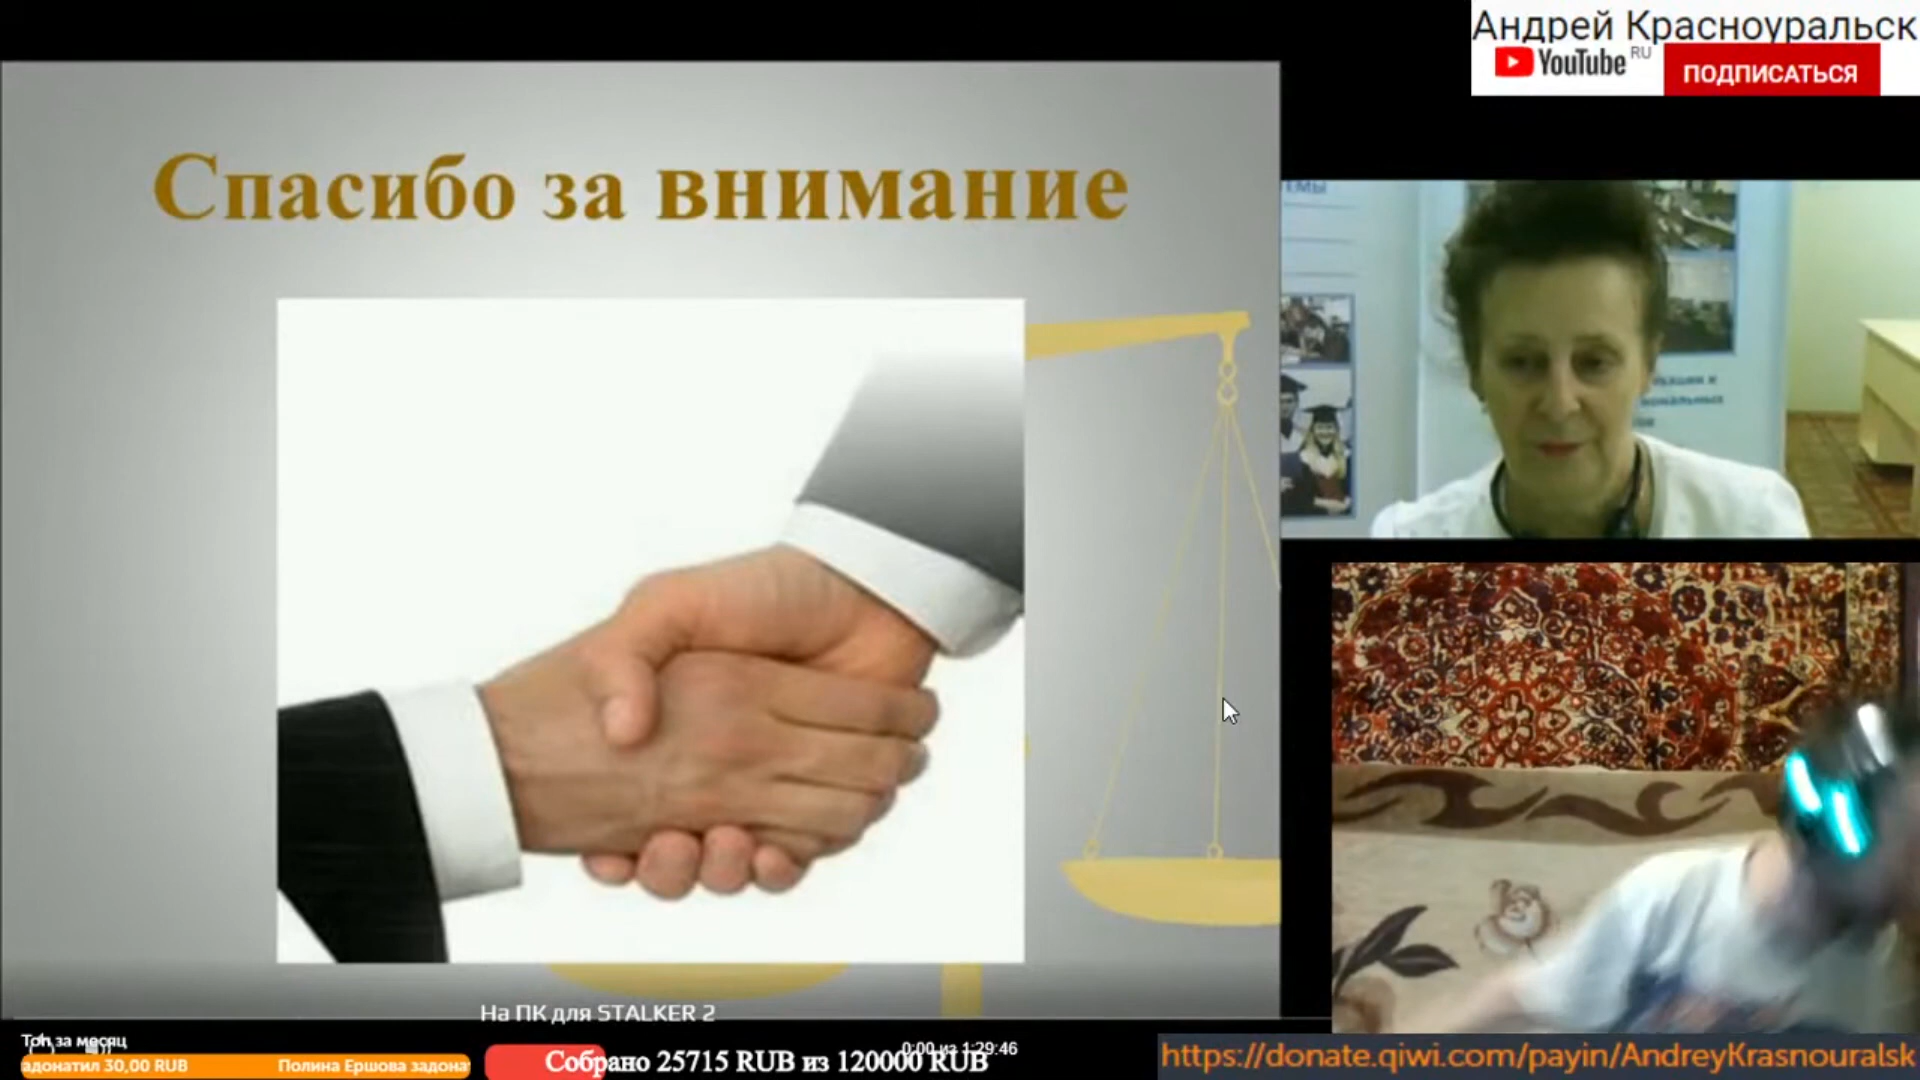 Андрей Красноуральск
YouTube RU
ПОДПИСАТЬСЯ
Спасибо за внимание
На ПК для STALKER 2
Топ за месяц
адонатил 30,00 RUB Полина Ершова задона
Собрано 25715 RUB из 120000 RUB
0:00 из 1:29:46
https://donate.qiwi.com/payin/AndreyKrasnouralsk